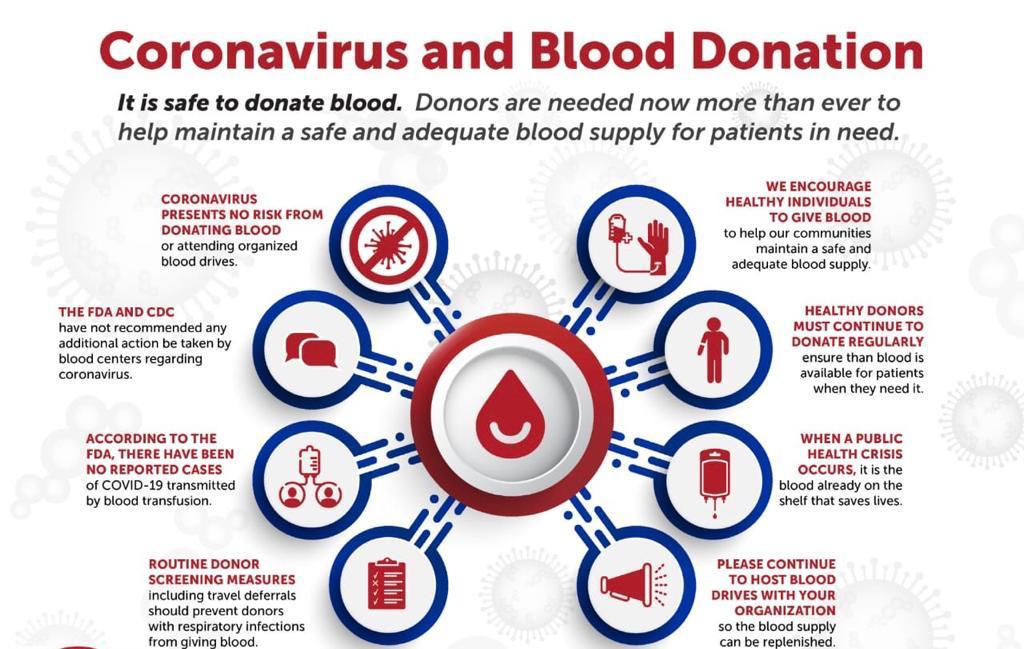 Coronavirus and Blood Donation
It is safe to donate blood. Donors are needed now more than ever to
help maintain a safe and adequate blood supply for patients in need.
CORONAVIRUS
PRESENTS NO RISK FROM
DONATING BLOOD
or attending organized
blood drives.
THE FDA AND CDC
have not recommended any
additional action be taken by
blood centers regarding
coronavirus.
ACCORDING TO THE
FDA, THERE HAVE BEEN
NO REPORTED CASES
of COVID-19 transmitted
by blood transfusion.
ROUTINE DONOR
SCREENING MEASURES
including travel deferrals
should prevent donors
with respiratory infections
from giving blood.
WE ENCOURAGE
HEALTHY INDIVIDUALS
TO GIVE BLOOD
to help our communities
maintain a safe and
adequate blood supply.
HEALTHY DONORS
MUST CONTINUE TO
DONATE REGULARLY
ensure than blood is
available for patients
when they need it.
WHEN A PUBLIC
HEALTH CRISIS
OCCURS, it is the
blood already on the
shelf that saves lives.
PLEASE CONTINUE
TO HOST BLOOD
DRIVES WITH YOUR
ORGANIZATION
so the blood supply
can be replenished.